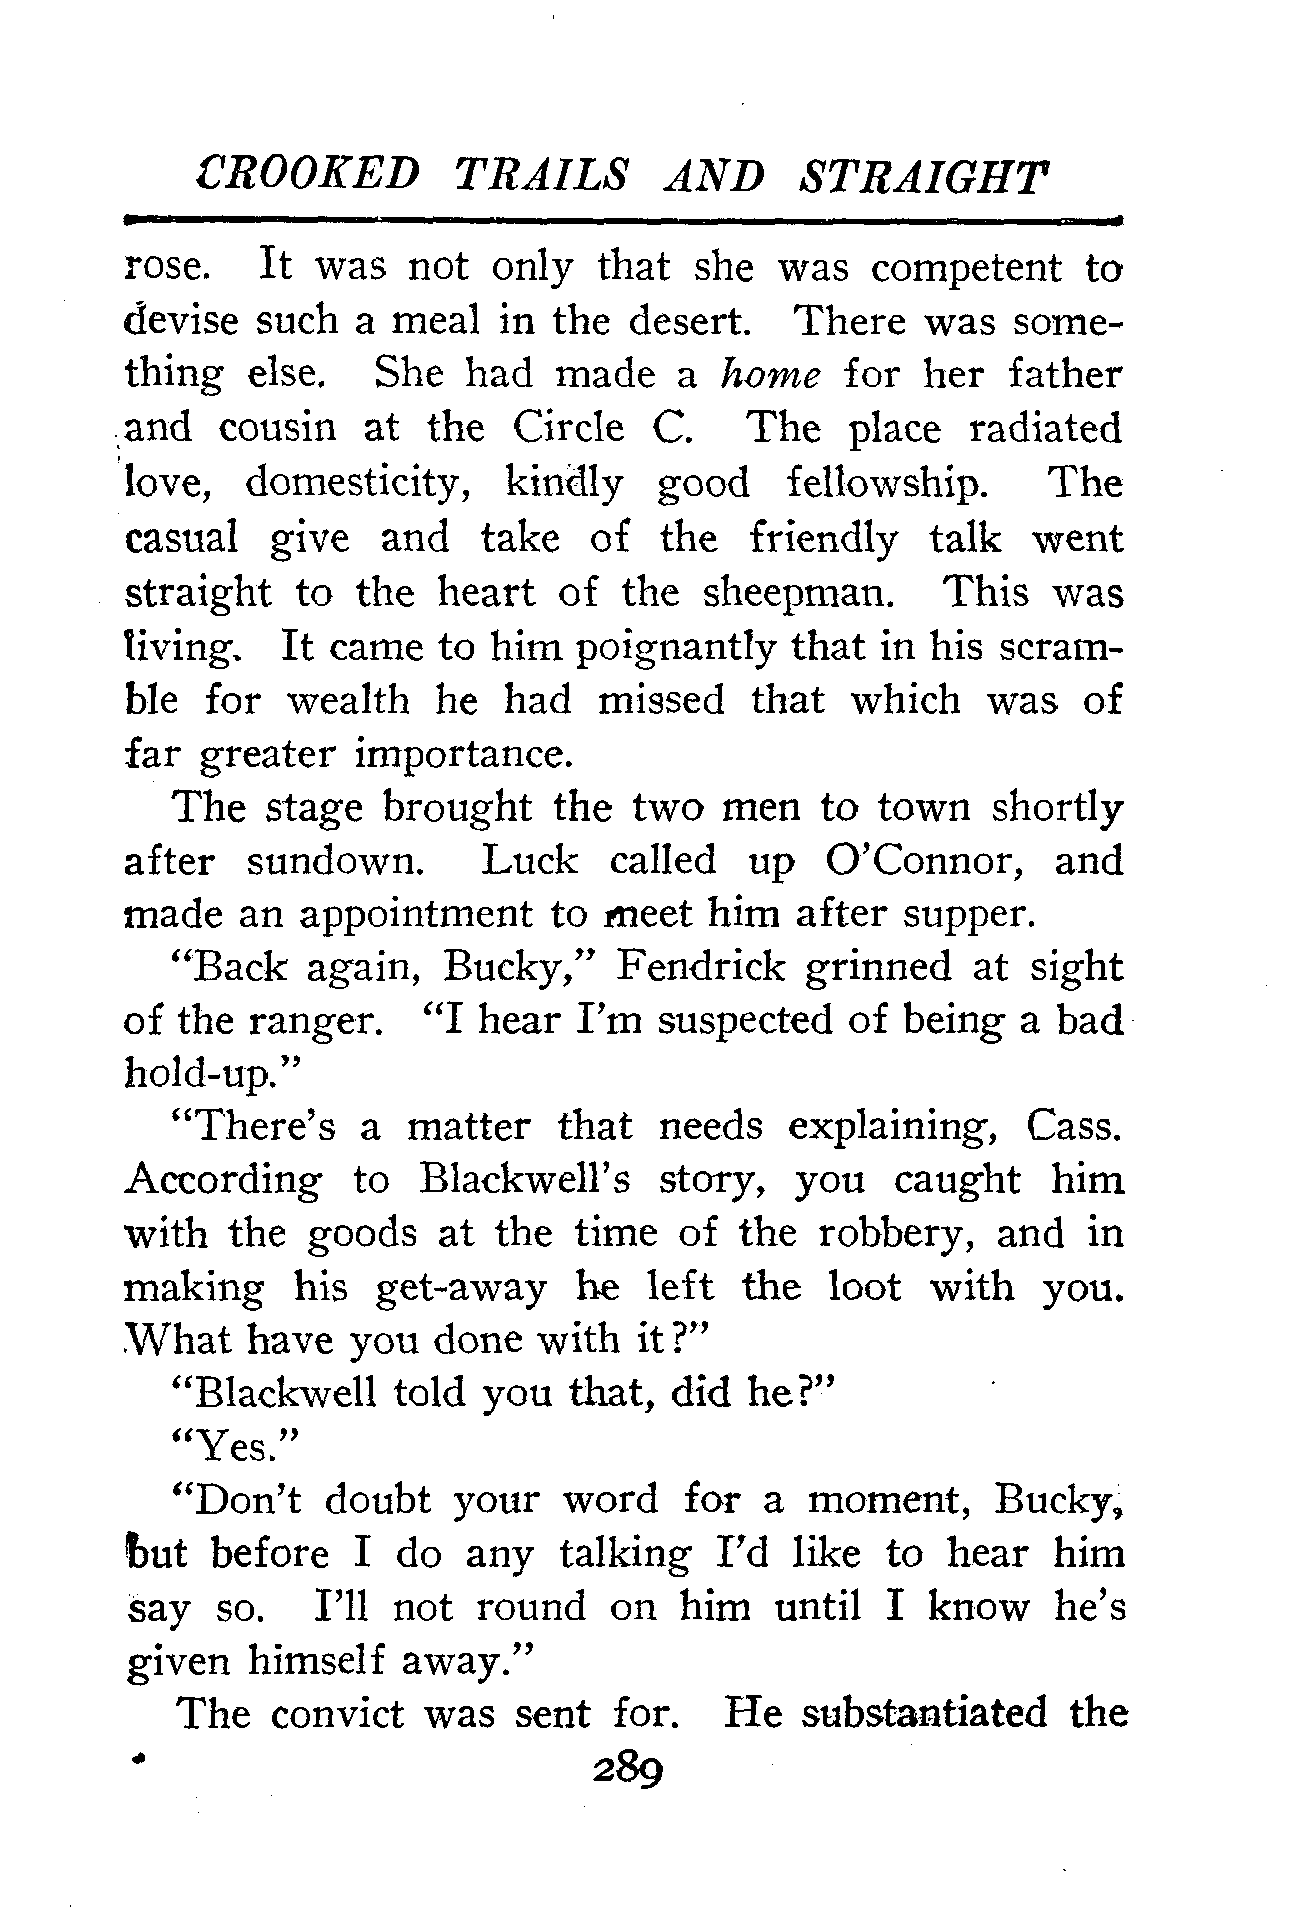 CROOKED TRAILS AND STRAIGHT
rose. It was not only that she was competent to
devise such a meal in the desert. There was some-
thing else. She had made a home for her father
and cousin at the Circle C. The place radiated
love, domesticity, kindly good fellowship. The
casual give and take of the friendly talk went
straight to the heart of the sheepman. This was
living. It came to him poignantly that in his scram-
ble for wealth he had missed that which was of
far greater importance.
The stage brought the two men to town shortly
after sundown. Luck called up O'Connor, and
made an appointment to meet him after supper.
"Back again, Bucky," Fendrick grinned at sight
of the ranger. "I hear I'm suspected of being a bad
hold-up."
"There's a matter that needs explaining, Cass.
According to Blackwell's story, you caught him
with the goods at the time of the robbery, and in
making his get-away he left the loot with you.
What have you done with it?"
"Blackwell told you that, did he?"
"Yes."
"Don't doubt your word for a moment, Bucky,
but before I do any talking I'd like to hear him
say so. I'll not round on him until I know he's
given himself away."
The convict was sent for. He substantiated the
289